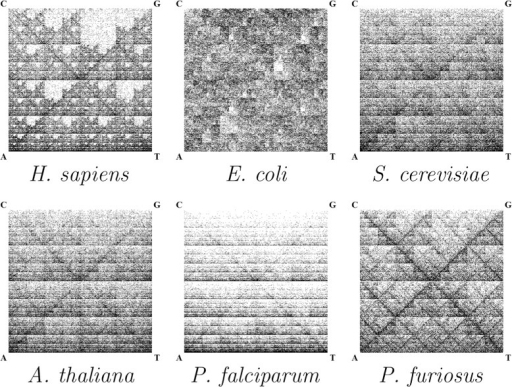 C G C G C G
A T A T A T
H. sapiens E. coli S. cerevisiae
C G C G C G
A T A T A T
A. thaliana P. falciparum P. furiosus